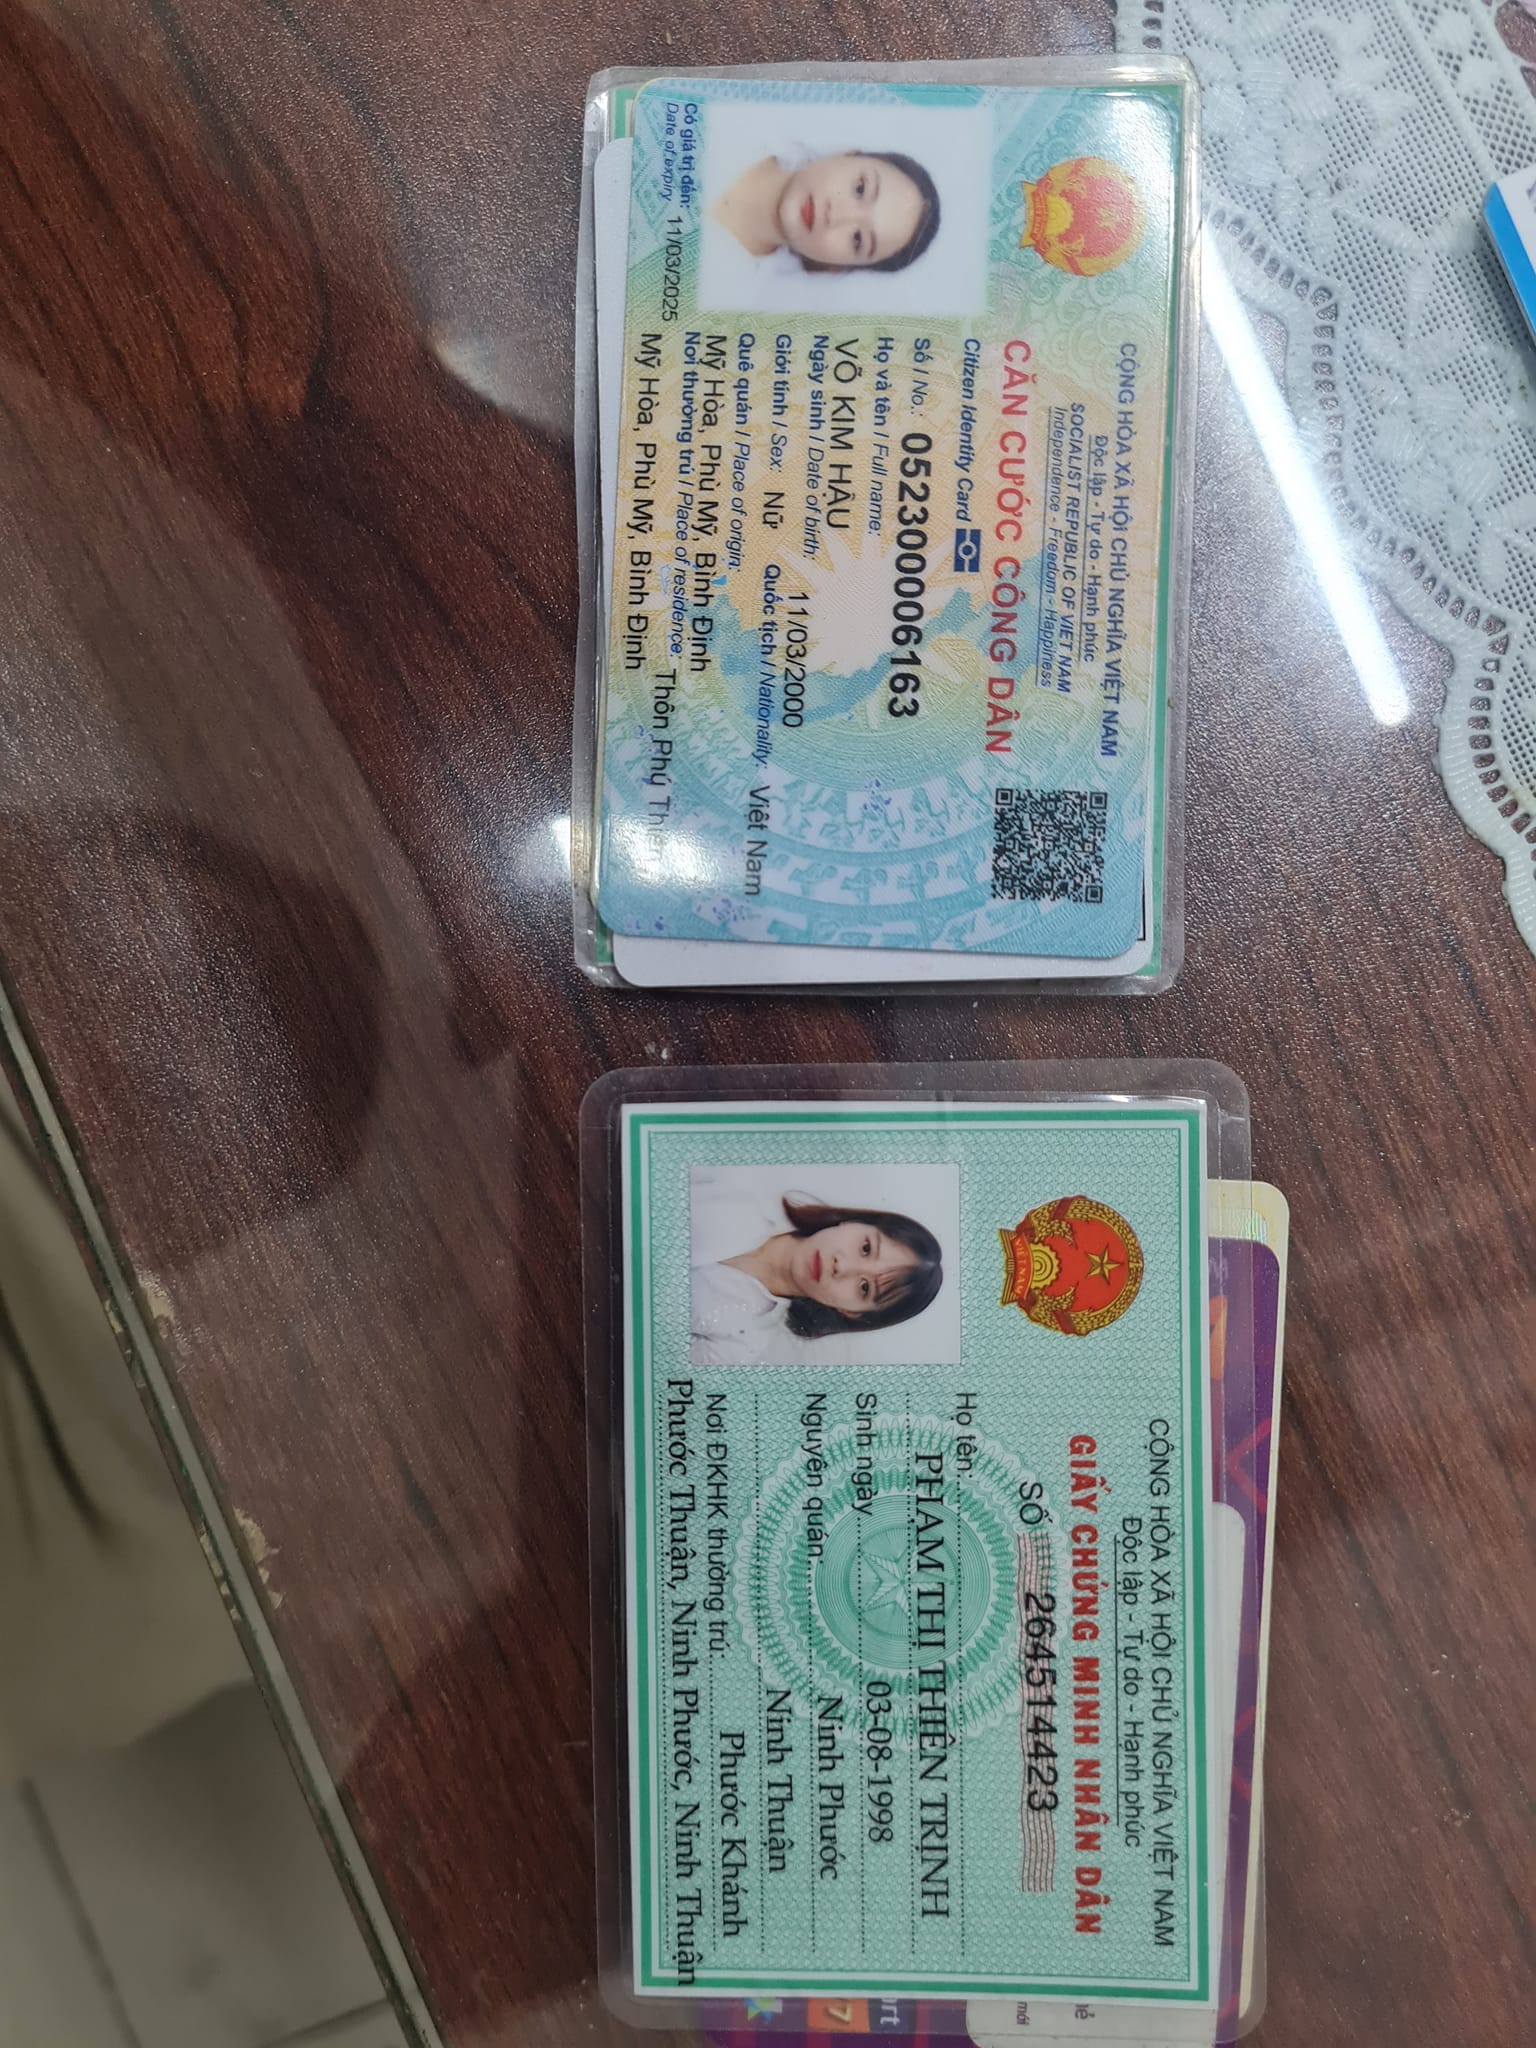 CỘNG HÒA XÃ HỘI CHỦ NGHĨA VIỆT NAM
Độc lập - Tự do - Hạnh phúc
SOCIALIST REPUBLIC OF VIET NAM
Independence - Freedom - Happiness
CĂN CƯỚC CÔNG DÂN
Citizen Identity Card
Số / No.: 052300006163
Họ và tên / Full name:
VÕ KIM HẬU
Ngày sinh / Date of birth: 11/03/2000
Giới tính / Sex: Nữ Quốc tịch / Nationality: Việt Nam
Quê quán / Place of origin:
Mỹ Hòa, Phù Mỹ, Bình Định
Nơi thường trú / Place of residence: Thôn Phú
Mỹ Hòa, Phù Mỹ, Bình Định
Có giá trị đến: 11/03/2025
Date of expiry
CỘNG HÒA XÃ HỘI CHỦ NGHĨA VIỆT NAM
Độc lập - Tự do - Hạnh phúc
GIẤY CHỨNG MINH NHÂN DÂN
SỐ 264514423
Họ tên:
PHẠM THỊ THIÊN TRỊNH
Sinh ngày 03-08-1998
Nguyên quán: Ninh Phước
Ninh Thuận
Nơi ĐKHK thường trú: Phước Khánh
Phước Thuận, Ninh Phước, Ninh Thuận
VIỆT NAM
mới